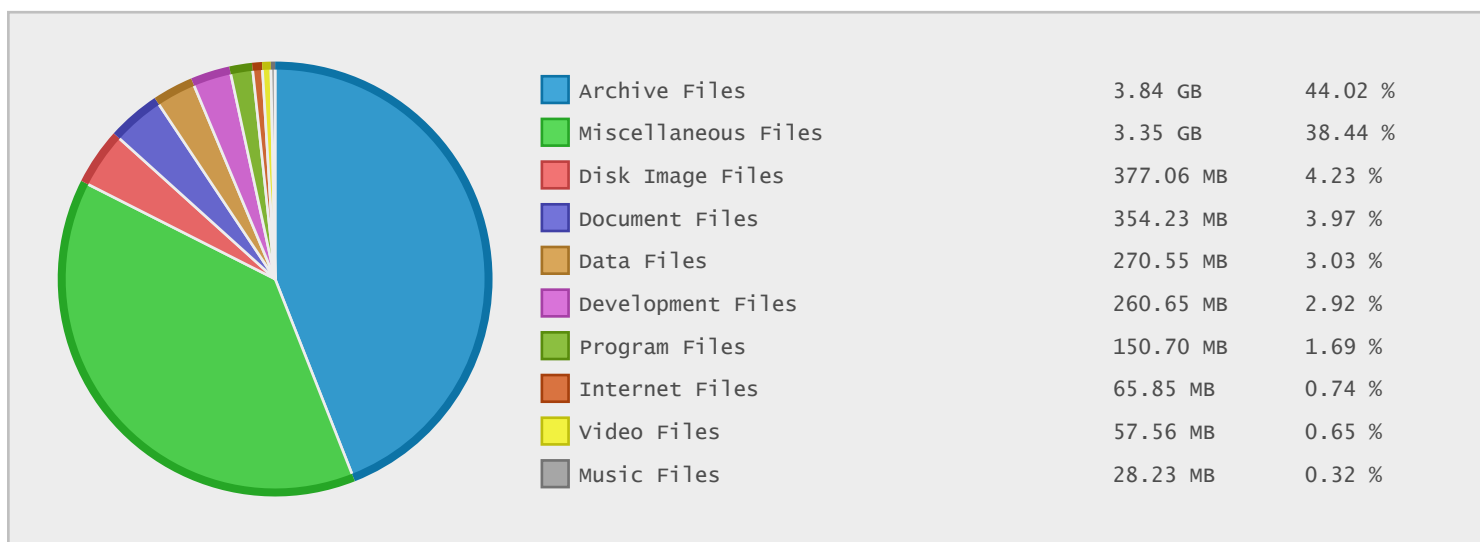 Archive Files 3.84 GB 44.02 %
Miscellaneous Files 3.35 GB 38.44 %
Disk Image Files 377.06 MB 4.23 %
Document Files 354.23 MB 3.97 %
Data Files 270.55 MB 3.03 %
Development Files 260.65 MB 2.92 %
Program Files 150.70 MB 1.69 %
Internet Files 65.85 MB 0.74 %
Video Files 57.56 MB 0.65 %
Music Files 28.23 MB 0.32 %